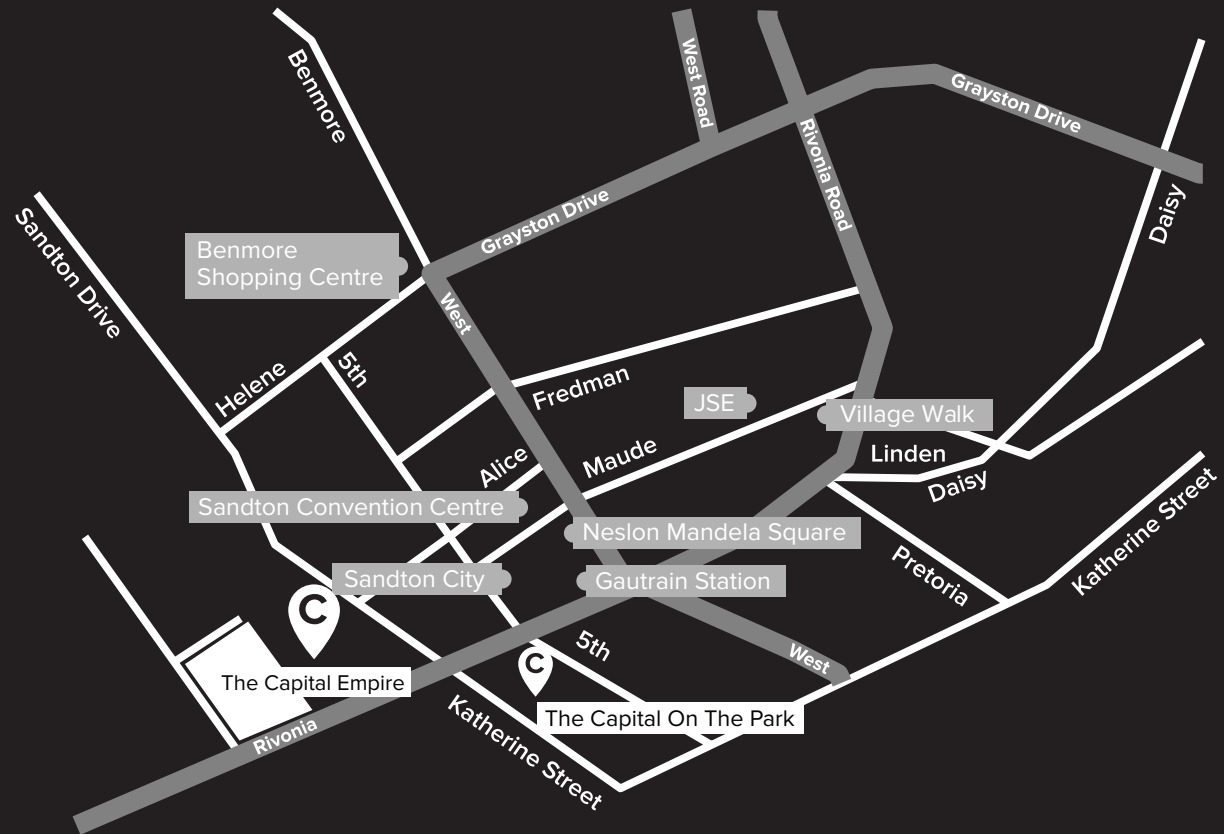 West Road
Benmore
Grayston Drive
Rivonia Road
Grayston Drive
Daisy
Sandton Drive
Benmore
Shopping Centre
West
5th
Helene
Fredman
JSE
Village Walk
Linden
Maude
Alice
Daisy
Sandton Convention Centre
Neslon Mandela Square
Katherine Street
Pretoria
Sandton City
Gautrain Station
C
5th
West
C
The Capital Empire
The Capital On The Park
Rivonia
Katherine Street